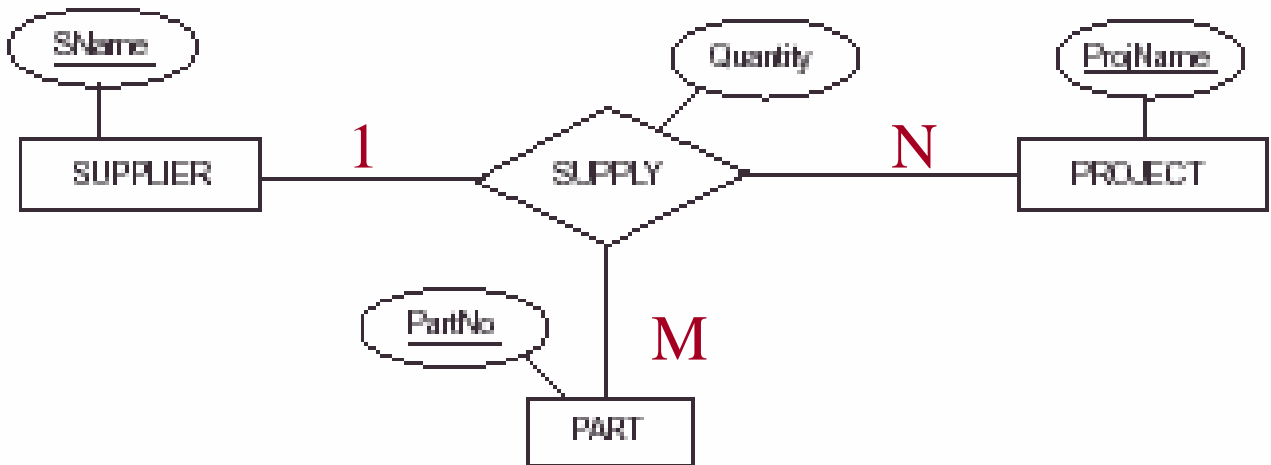 SName
Quantity
ProjName
SUPPLIER
1
SUPPLY
N
PROJECT
PartNo
M
PART